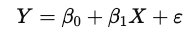 Y = β₀ + β₁X + ε